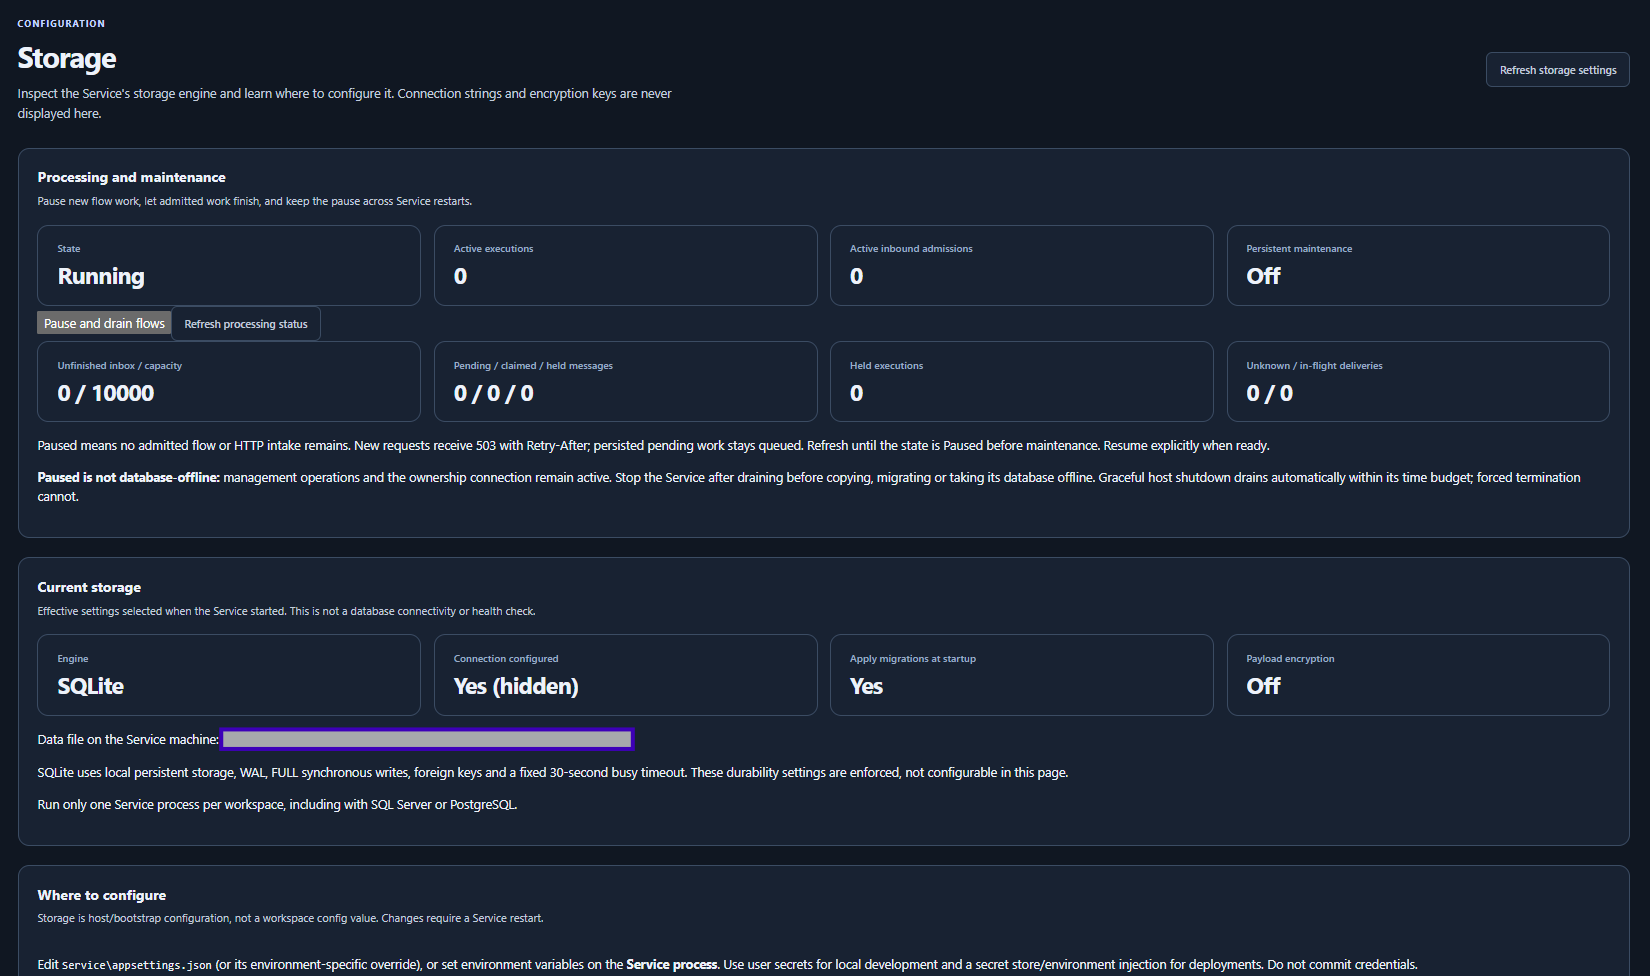 CONFIGURATION
Storage
Refresh storage settings
Inspect the Service's storage engine and learn where to configure it. Connection strings and encryption keys are never
displayed here.
Processing and maintenance
Pause new flow work, let admitted work finish, and keep the pause across Service restarts.
State
Running
Active executions
0
Active inbound admissions
0
Persistent maintenance
Off
Pause and drain flows
Refresh processing status
Unfinished inbox / capacity
0 / 10000
Pending / claimed / held messages
0 / 0 / 0
Held executions
0
Unknown / in-flight deliveries
0 / 0
Paused means no admitted flow or HTTP intake remains. New requests receive 503 with Retry-After; persisted pending work stays queued. Refresh until the state is Paused before maintenance. Resume explicitly when ready.
Paused is not database-offline: management operations and the ownership connection remain active. Stop the Service after draining before copying, migrating or taking its database offline. Graceful host shutdown drains automatically within its time budget; forced termination
cannot.
Current storage
Effective settings selected when the Service started. This is not a database connectivity or health check.
Engine
SQLite
Connection configured
Yes (hidden)
Apply migrations at startup
Yes
Payload encryption
Off
Data file on the Service machine:
SQLite uses local persistent storage, WAL, FULL synchronous writes, foreign keys and a fixed 30-second busy timeout. These durability settings are enforced, not configurable in this page.
Run only one Service process per workspace, including with SQL Server or PostgreSQL.
Where to configure
Storage is host/bootstrap configuration, not a workspace config value. Changes require a Service restart.
Edit service\appsettings.json (or its environment-specific override), or set environment variables on the Service process. Use user secrets for local development and a secret store/environment injection for deployments. Do not commit credentials.